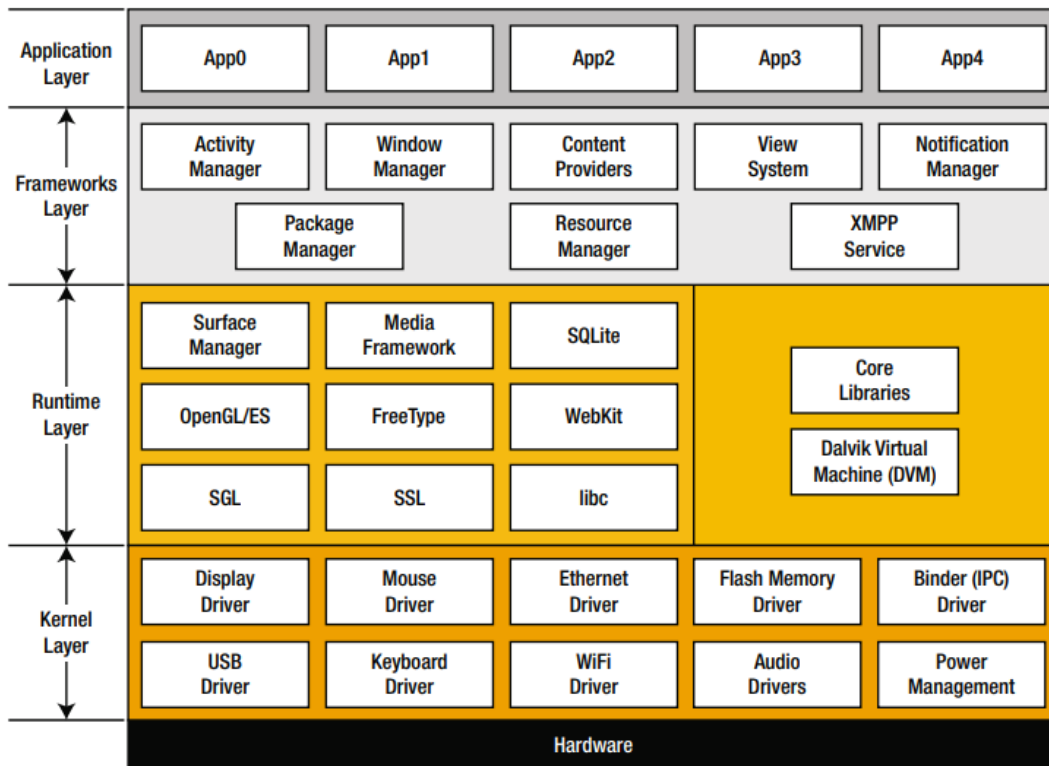 Application
Layer
App0
App1
App2
App3
App4
Frameworks
Layer
Activity
Manager
Window
Manager
Content
Providers
View
System
Notification
Manager
Package
Manager
Resource
Manager
XMPP
Service
Runtime
Layer
Surface
Manager
Media
Framework
SQLite
OpenGL/ES
FreeType
WebKit
SGL
SSL
libc
Core
Libraries
Dalvik Virtual
Machine (DVM)
Kernel
Layer
Display
Driver
Mouse
Driver
Ethernet
Driver
Flash Memory
Driver
Binder (IPC)
Driver
USB
Driver
Keyboard
Driver
WiFi
Driver
Audio
Drivers
Power
Management
Hardware